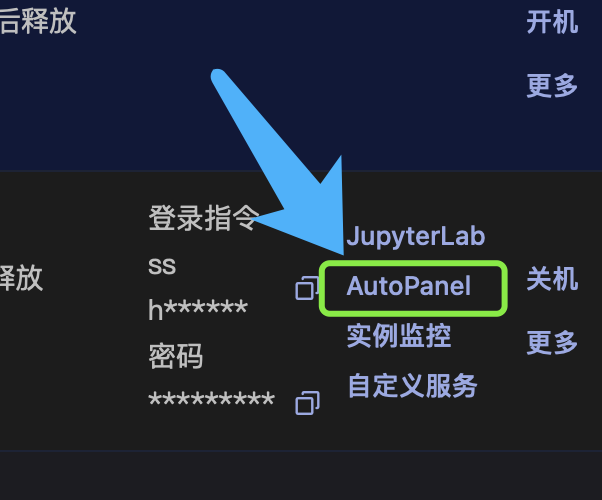 后释放
开机
更多
登录指令
ss
h******
密码
*********
JupyterLab
AutoPanel
实例监控
自定义服务
释放
关机
更多